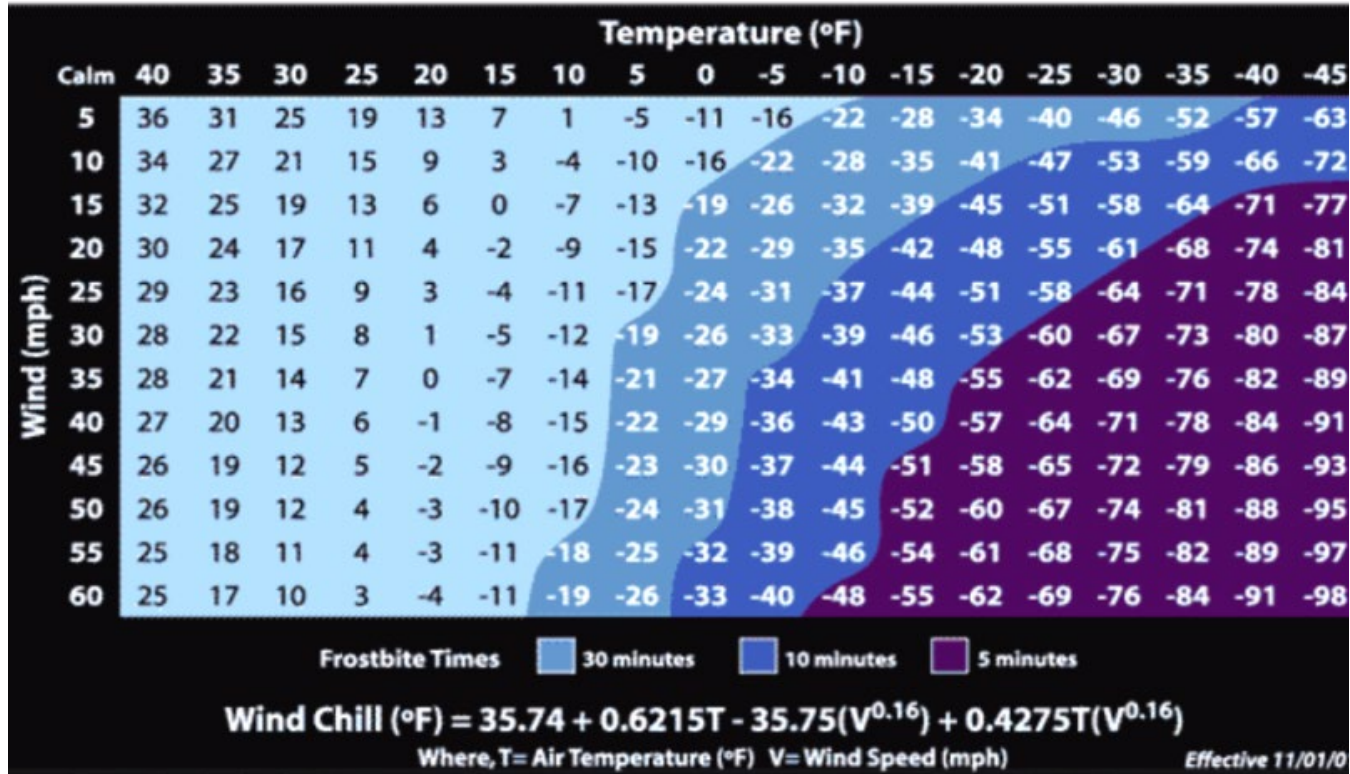 Temperature (ºF)
Calm 40 35 30 25 20 15 10 5 0 -5 -10 -15 -20 -25 -30 -35 -40 -45
5 36 31 25 19 13 7 1 -5 -11 -16 -22 -28 -34 -40 -46 -52 -57 -63
10 34 27 21 15 9 3 -4 -10 -16 -22 -28 -35 -41 -47 -53 -59 -66 -72
15 32 25 19 13 6 0 -7 -13 -19 -26 -32 -39 -45 -51 -58 -64 -71 -77
20 30 24 17 11 4 -2 -9 -15 -22 -29 -35 -42 -48 -55 -61 -68 -74 -81
25 29 23 16 9 3 -4 -11 -17 -24 -31 -37 -44 -51 -58 -64 -71 -78 -84
30 28 22 15 8 1 -5 -12 -19 -26 -33 -39 -46 -53 -60 -67 -73 -80 -87
35 28 21 14 7 0 -7 -14 -21 -27 -34 -41 -48 -55 -62 -69 -76 -82 -89
40 27 20 13 6 -1 -8 -15 -22 -29 -36 -43 -50 -57 -64 -71 -78 -84 -91
45 26 19 12 5 -2 -9 -16 -23 -30 -37 -44 -51 -58 -65 -72 -79 -86 -93
50 26 19 12 4 -3 -10 -17 -24 -31 -38 -45 -52 -60 -67 -74 -81 -88 -95
55 25 18 11 4 -3 -11 -18 -25 -32 -39 -46 -54 -61 -68 -75 -82 -89 -97
60 25 17 10 3 -4 -11 -19 -26 -33 -40 -48 -55 -62 -69 -76 -84 -91 -98
Wind (mph)
Frostbite Times 30 minutes 10 minutes 5 minutes
Wind Chill (ºF) = 35.74 + 0.6215T - 35.75(V^0.16) + 0.4275T(V^0.16)
Where, T= Air Temperature (ºF) V= Wind Speed (mph) Effective 11/01/0